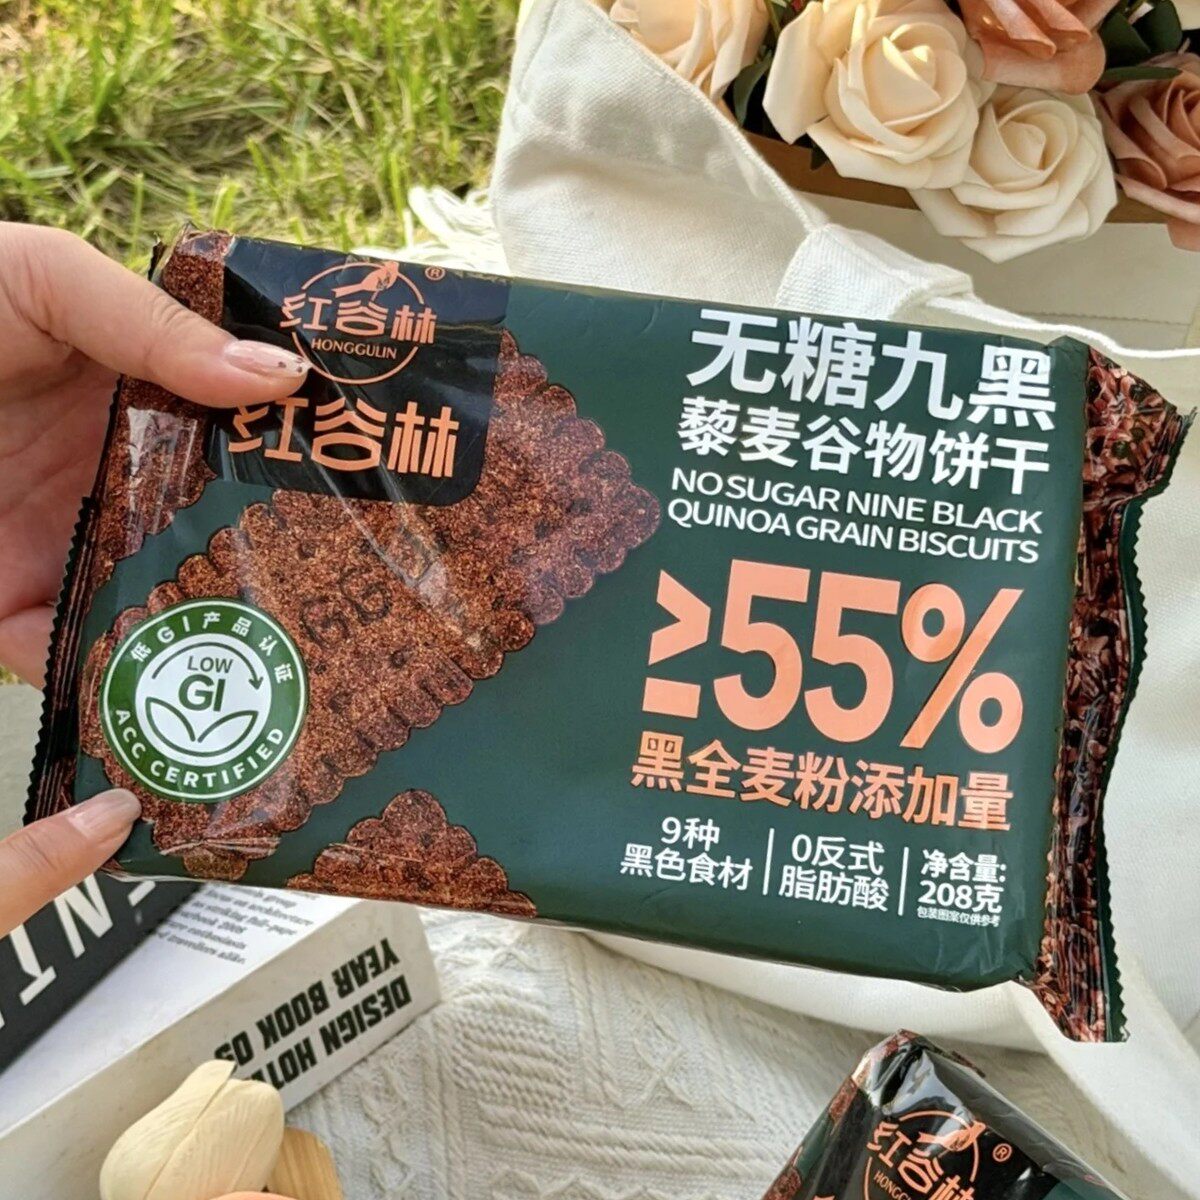 红谷林®
HONGGULIN
红谷林
无糖九黑
藜麦谷物饼干
NO SUGAR NINE BLACK
QUINOA GRAIN BISCUITS
≥55%
黑全麦粉添加量
9种
黑色食材
0反式
脂肪酸
净含量:
208克
包装图案仅供参考
低GI产品认证
LOW
GI
ACC CERTIFIED
DESIGN HOTEL
YEAR BOOK 05
红谷林®